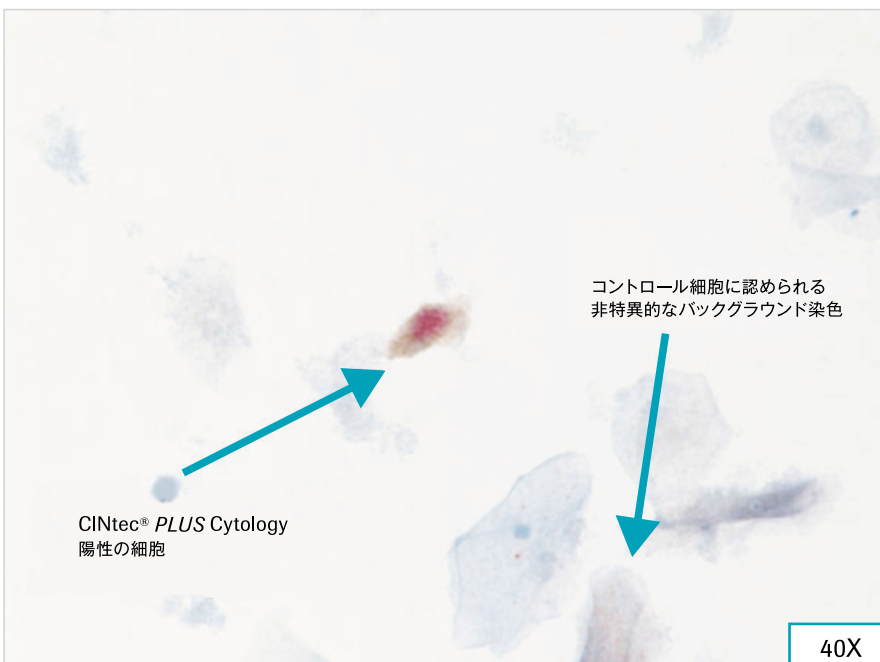 コントロール細胞に認められる
非特異的なバックグラウンド染色
CINtec® PLUS Cytology
陽性の細胞
40X